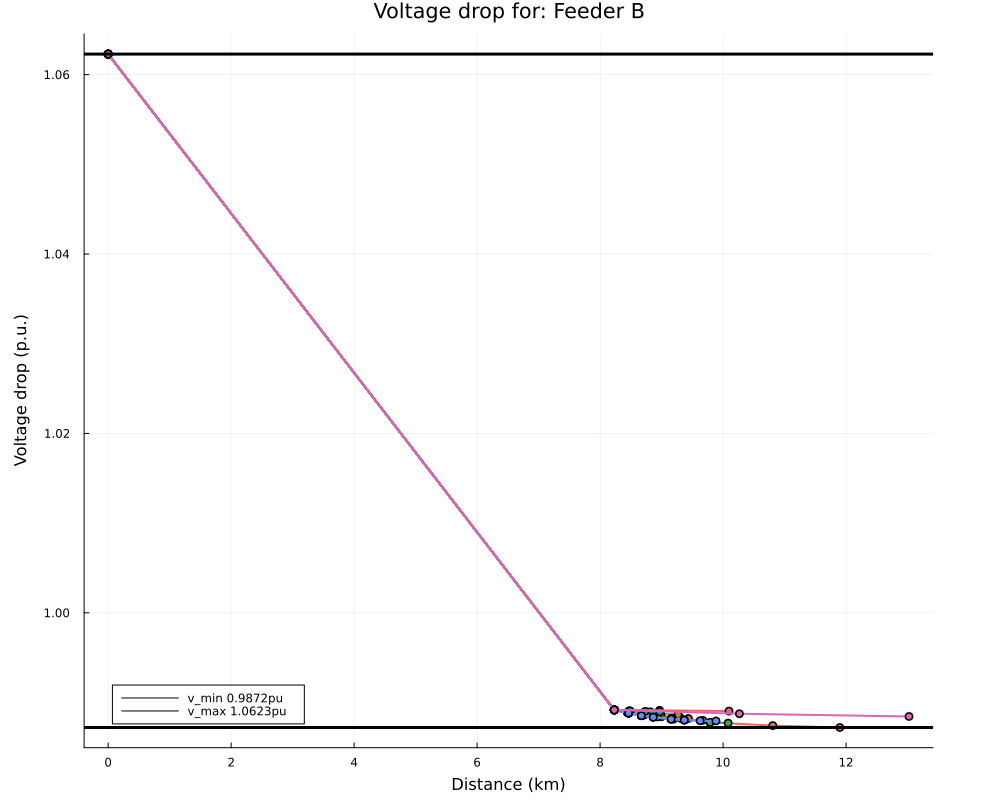 Voltage drop for: Feeder B
1.06
1.04
1.02
1.00
Voltage drop (p.u.)
v_min 0.9872pu
v_max 1.0623pu
0 2 4 6 8 10 12
Distance (km)